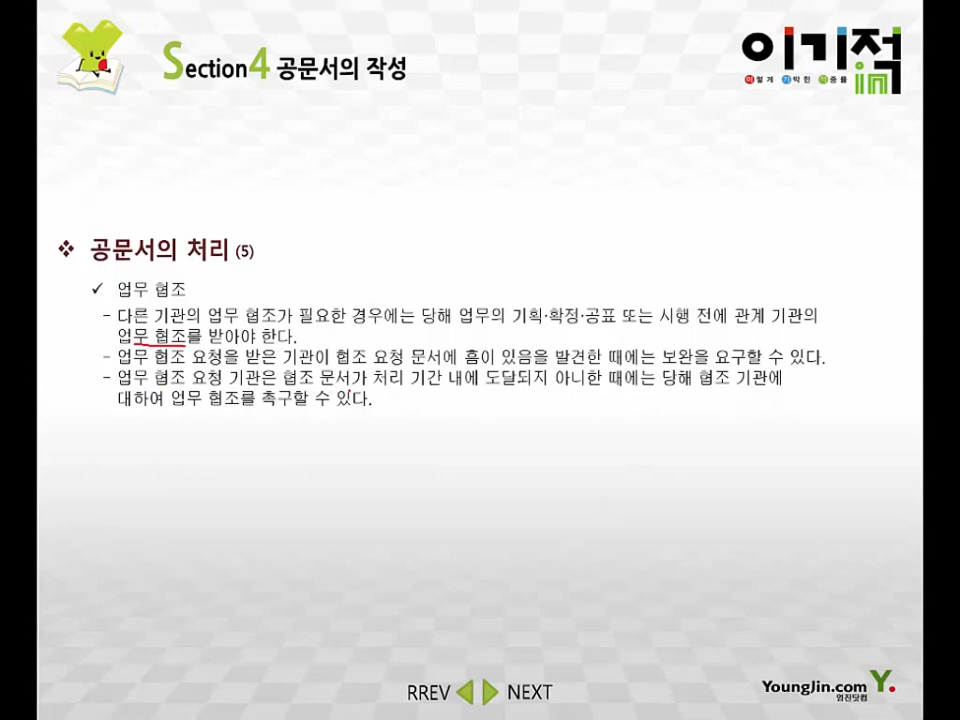 Section4 공문서의 작성
이기적in
이렇게 기막힌 적중률
❖ 공문서의 처리 (5)
✓ 업무 협조
- 다른 기관의 업무 협조가 필요한 경우에는 당해 업무의 기획·확정·공표 또는 시행 전에 관계 기관의
업무 협조를 받아야 한다.
- 업무 협조 요청을 받은 기관이 협조 요청 문서에 흠이 있음을 발견한 때에는 보완을 요구할 수 있다.
- 업무 협조 요청 기관은 협조 문서가 처리 기간 내에 도달되지 아니한 때에는 당해 협조 기관에
대하여 업무 협조를 촉구할 수 있다.
RREV NEXT
YoungJin.com Y.
영진닷컴